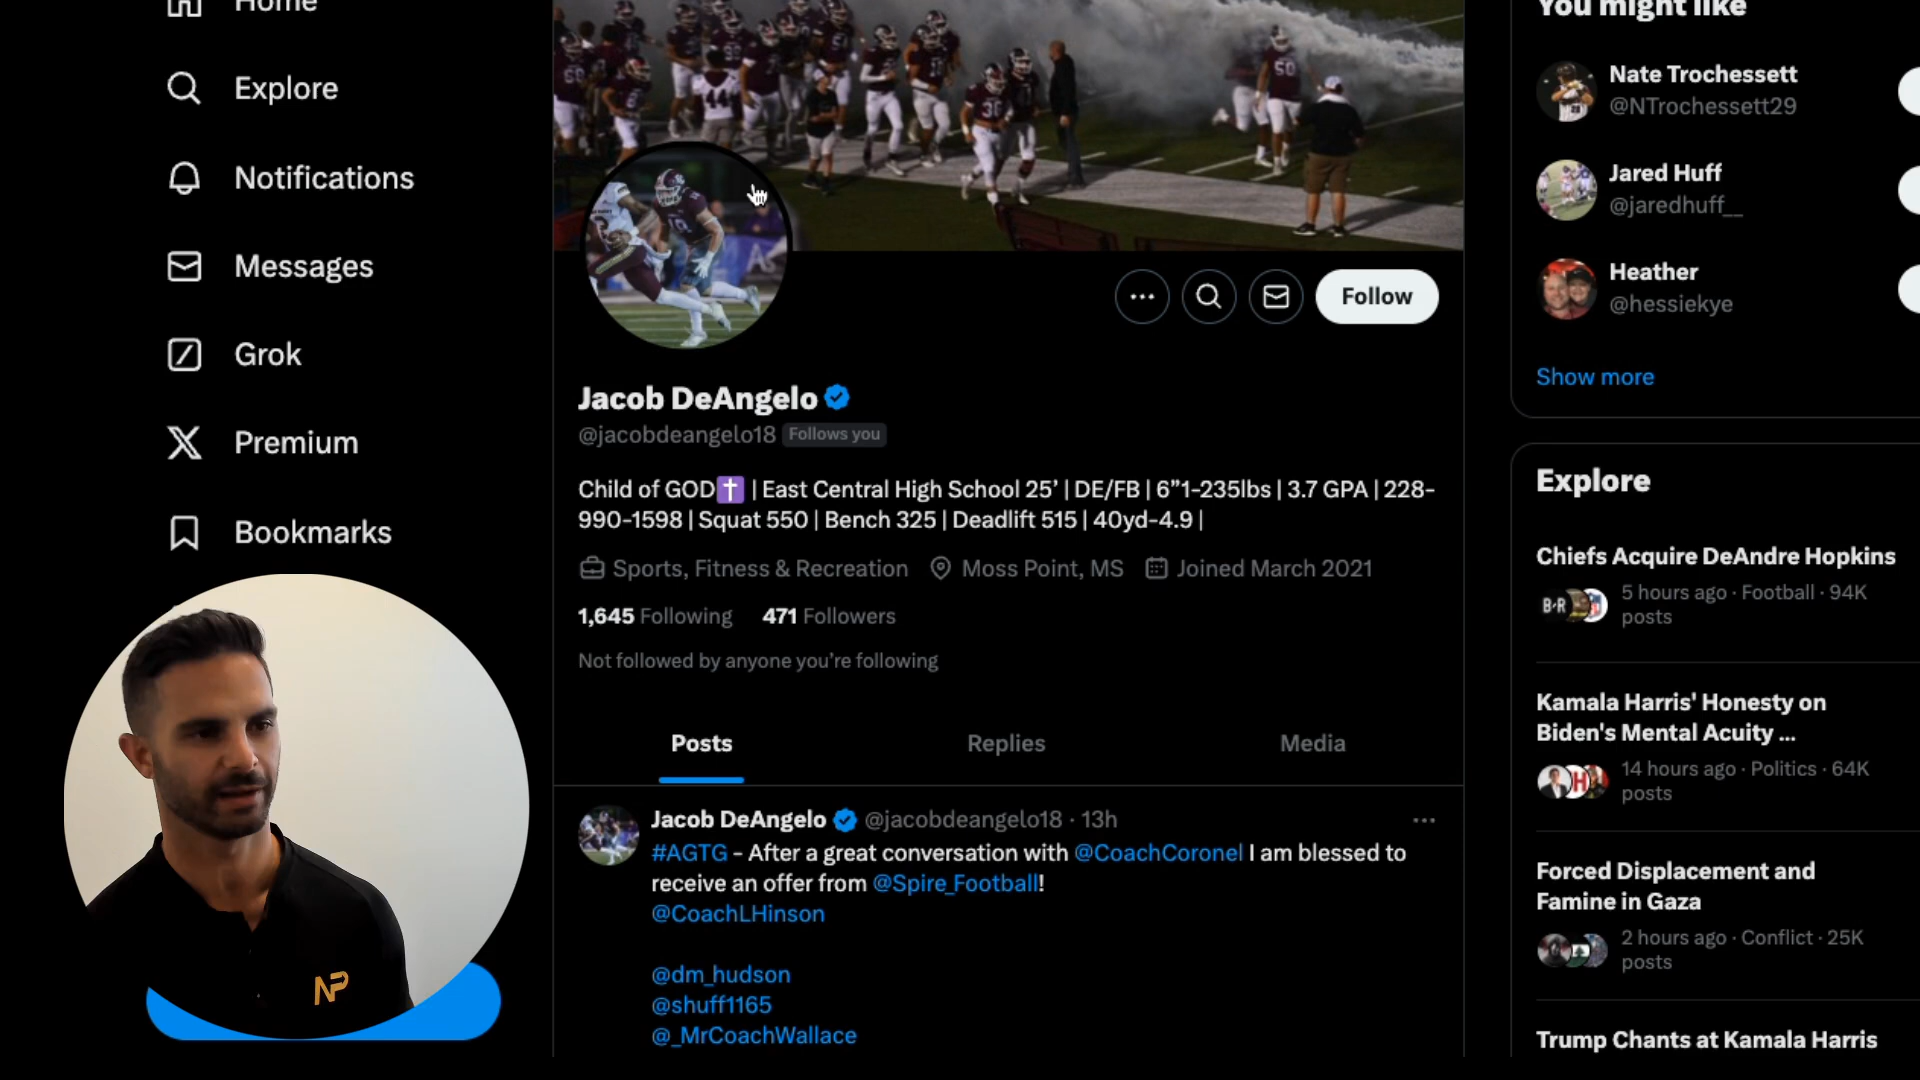 Home
Explore
Notifications
Messages
Grok
Premium
Bookmarks
NP
44
50
Follow
Jacob DeAngelo
@jacobdeangelo18 Follows you
Child of GOD✝️ | East Central High School 25’ | DE/FB | 6”1-235lbs | 3.7 GPA | 228-
990-1598 | Squat 550 | Bench 325 | Deadlift 515 | 40yd-4.9 |
Sports, Fitness & Recreation Moss Point, MS Joined March 2021
1,645 Following 471 Followers
Not followed by anyone you’re following
Posts Replies Media
Jacob DeAngelo @jacobdeangelo18 · 13h
#AGTG - After a great conversation with @CoachCoronel I am blessed to
receive an offer from @Spire_Football!
@CoachLHinson
@dm_hudson
@shuff1165
@_MrCoachWallace
You might like
Nate Trochessett
@NTrochessett29
Jared Huff
@jaredhuff__
Heather
@hessiekye
Show more
Explore
Chiefs Acquire DeAndre Hopkins
B/R
5 hours ago · Football · 94K
posts
Kamala Harris' Honesty on
Biden's Mental Acuity ...
14 hours ago · Politics · 64K
posts
Forced Displacement and
Famine in Gaza
2 hours ago · Conflict · 25K
posts
Trump Chants at Kamala Harris